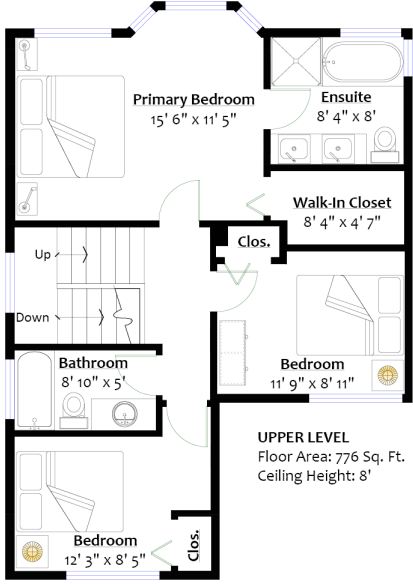 Primary Bedroom
15' 6" x 11' 5"
Ensuite
8' 4" x 8'
Walk-In Closet
8' 4" x 4' 7"
Clos.
Up
Down
Bedroom
11' 9" x 8' 11"
Bathroom
8' 10" x 5'
UPPER LEVEL
Floor Area: 776 Sq. Ft.
Ceiling Height: 8'
Bedroom
12' 3" x 8' 5"
Clos.